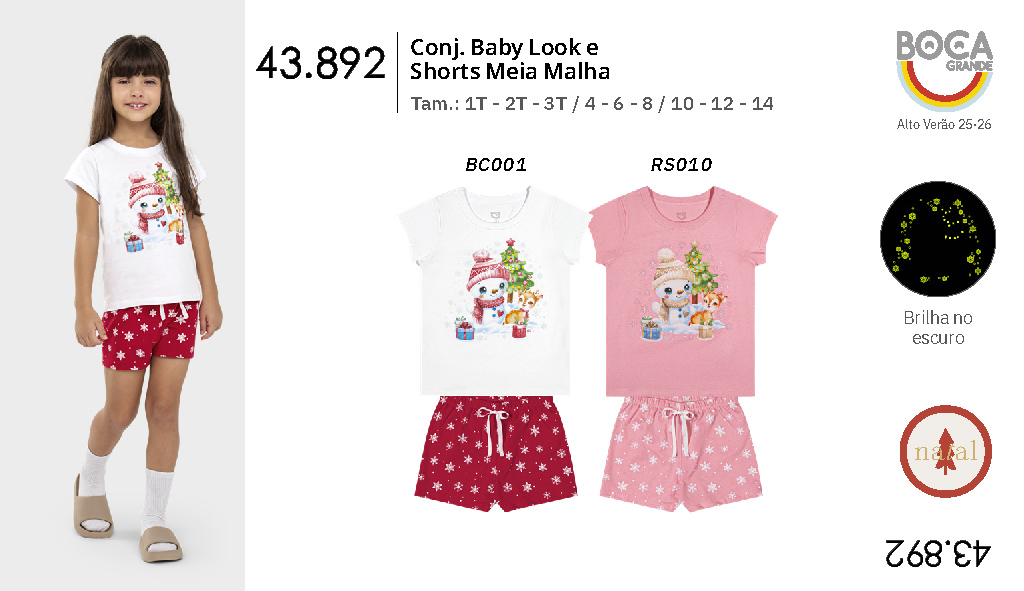 43.892
Conj. Baby Look e
Shorts Meia Malha
Tam.: 1T - 2T - 3T / 4 - 6 - 8 / 10 - 12 - 14
BOCA
GRANDE
Alto Verão 25-26
BC001
RS010
Brilha no
escuro
natal
43.892